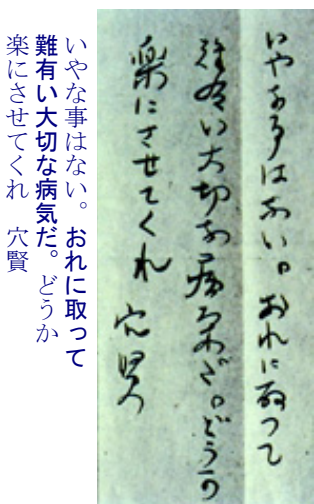 いやな事はない。おれに取つて
難有い大切な病気だ。どうか
楽にさせてくれ 穴賢
いやな事はない。おれに取って
難有い大切な病気だ。どうか
楽にさせてくれ 穴賢